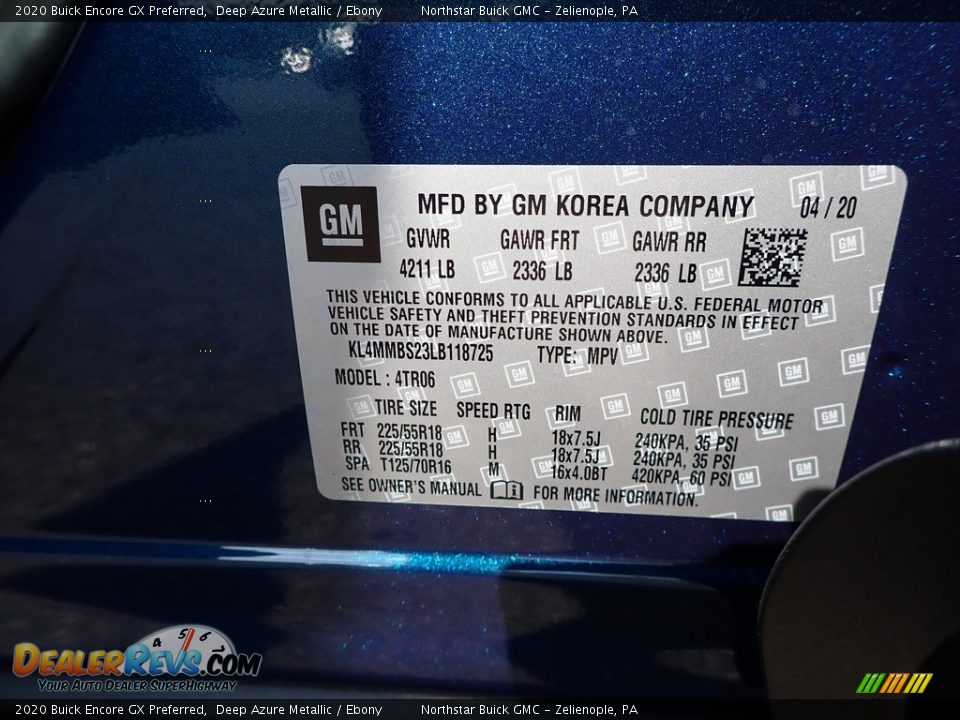 2020 Buick Encore GX Preferred,  Deep Azure Metallic / Ebony        Northstar Buick GMC – Zelienople, PA
GM
MFD BY GM KOREA COMPANY 04 / 20
GVWR GAWR FRT GAWR RR
4211 LB 2336 LB 2336 LB
THIS VEHICLE CONFORMS TO ALL APPLICABLE U.S. FEDERAL MOTOR
VEHICLE SAFETY AND THEFT PREVENTION STANDARDS IN EFFECT
ON THE DATE OF MANUFACTURE SHOWN ABOVE.
KL4MMBS23LB118725 TYPE: MPV
MODEL : 4TR06
TIRE SIZE SPEED RTG RIM COLD TIRE PRESSURE
FRT 225/55R18 H 18x7.5J 240KPA, 35 PSI
RR 225/55R18 H 18x7.5J 240KPA, 35 PSI
SPA T125/70R16 M 16x4.0BT 420KPA, 60 PSI
SEE OWNER'S MANUAL FOR MORE INFORMATION.
4 5 6
DEALERREVS.COM
YOUR AUTO DEALER SUPERHIGHWAY
2020 Buick Encore GX Preferred,  Deep Azure Metallic / Ebony        Northstar Buick GMC – Zelienople, PA